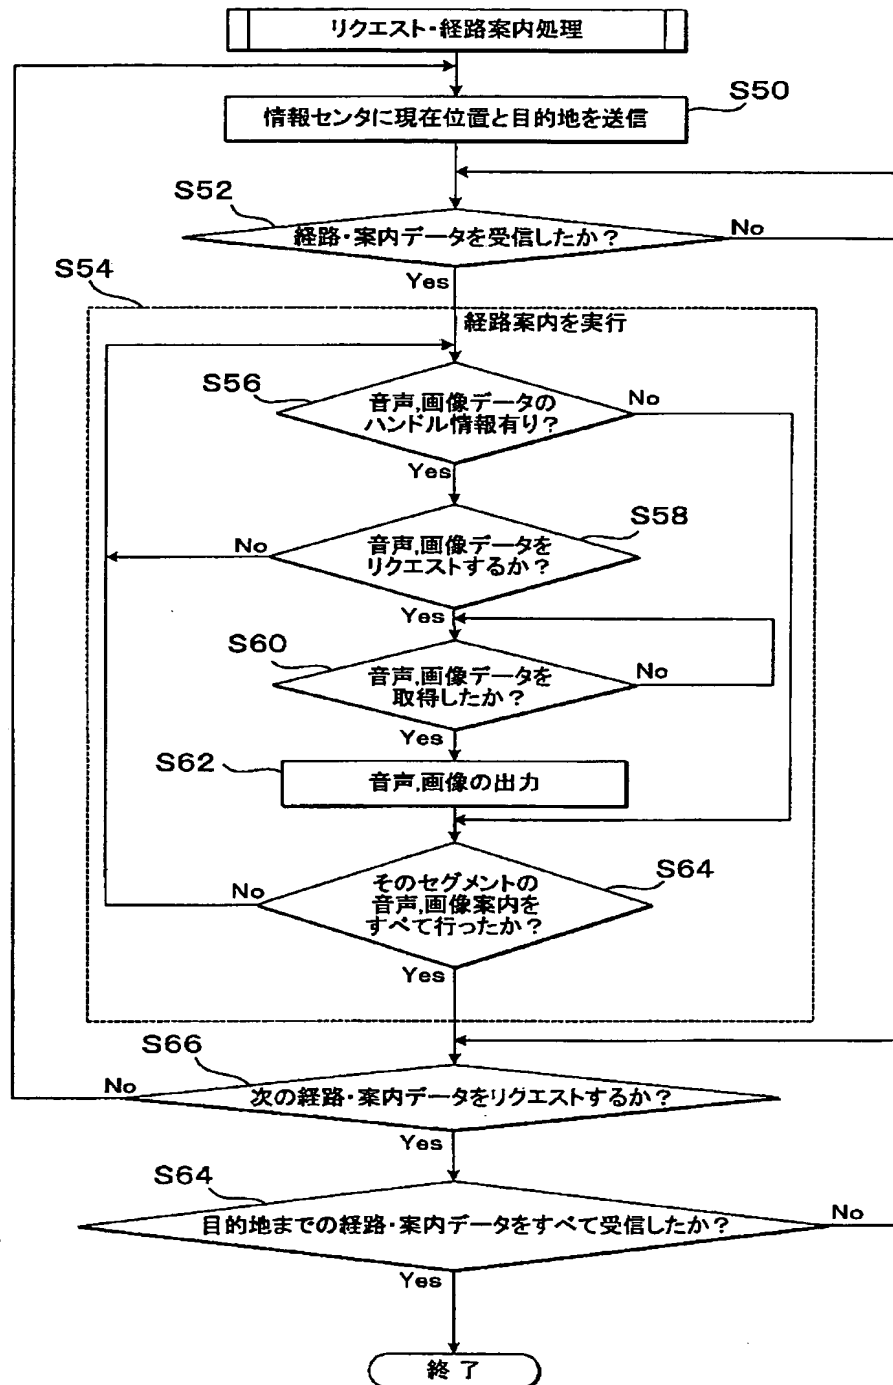 リクエスト・経路案内処理
S50
情報センタに現在位置と目的地を送信
S52
経路・案内データを受信したか？
No
Yes
S54
経路案内を実行
S56
音声,画像データの
ハンドル情報有り？
No
Yes
S58
音声,画像データを
リクエストするか？
No
Yes
S60
音声,画像データを
取得したか？
No
Yes
S62
音声,画像の出力
S64
そのセグメントの
音声,画像案内を
すべて行ったか？
No
Yes
S66
次の経路・案内データをリクエストするか？
No
Yes
S64
目的地までの経路・案内データをすべて受信したか？
No
Yes
終 了